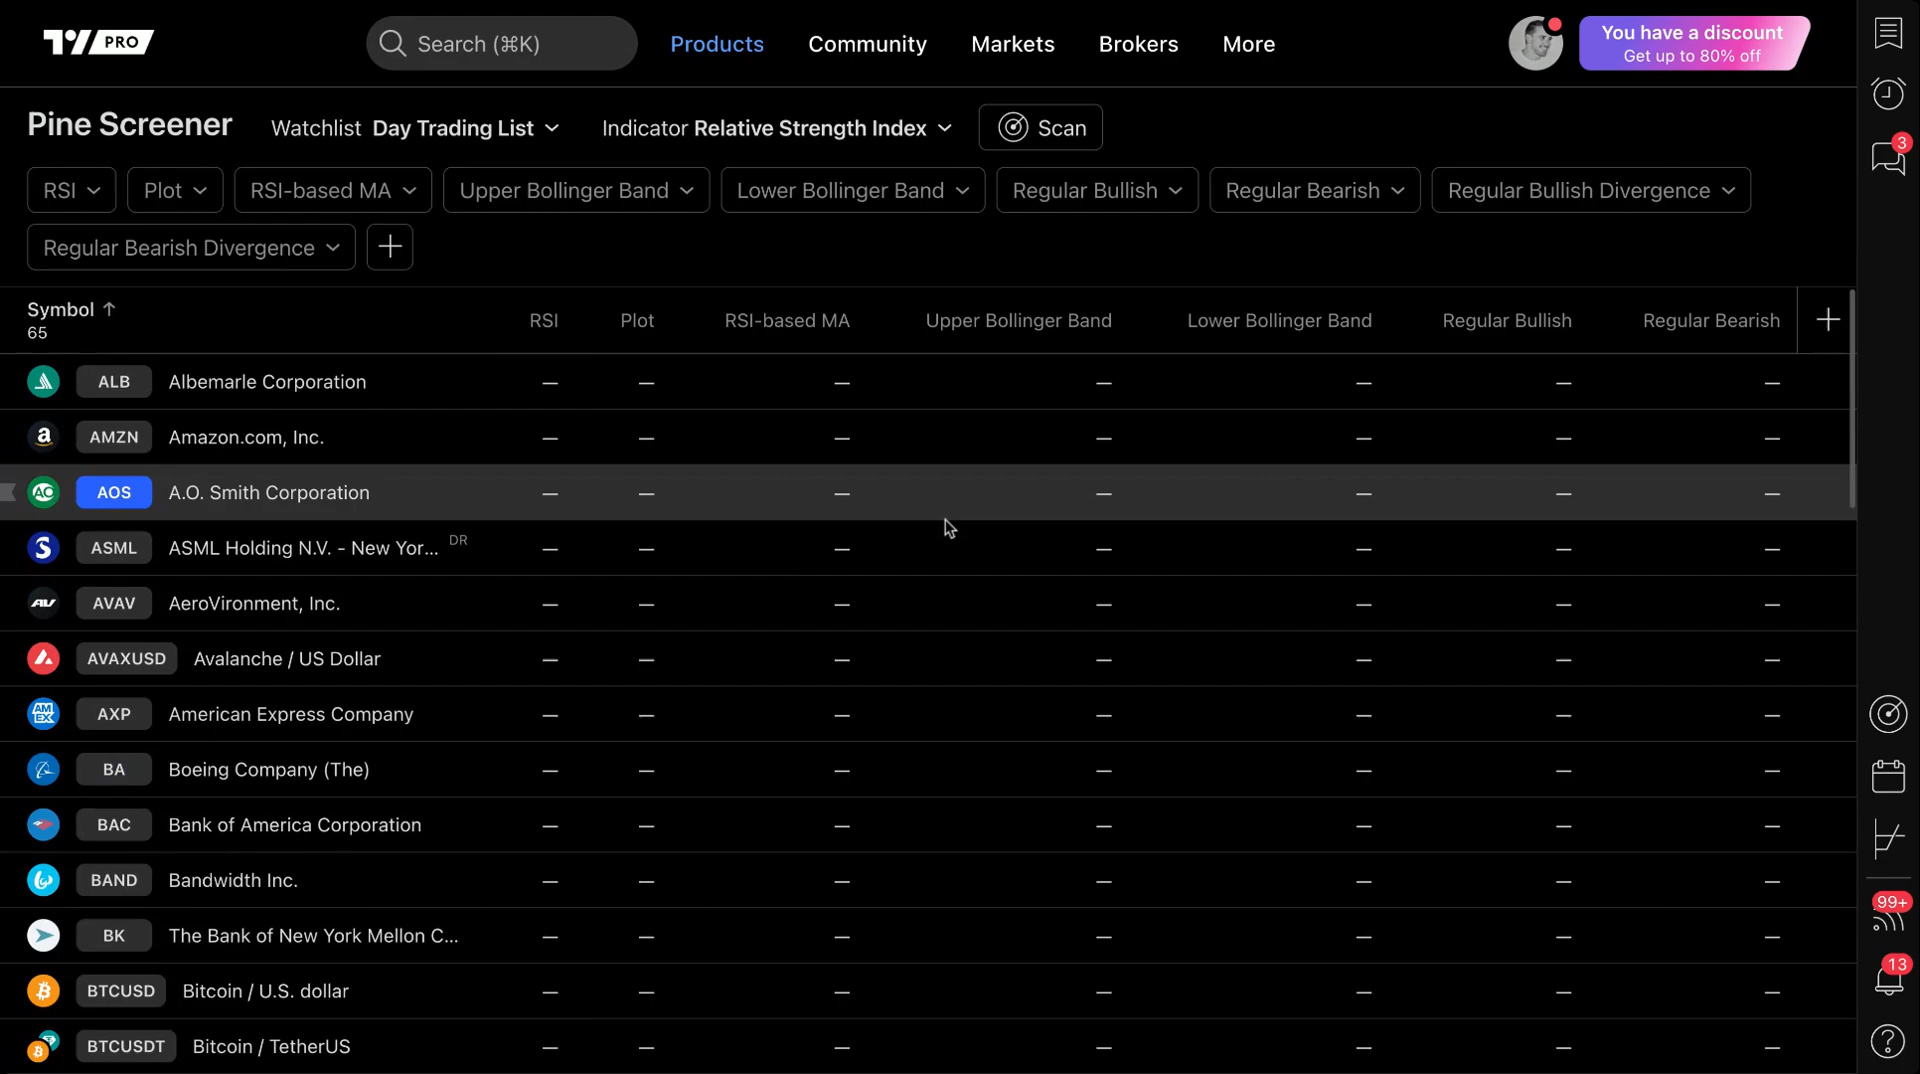 TV PRO
Search (⌘K)
Products
Community
Markets
Brokers
More
You have a discount
Get up to 80% off
Pine Screener
Watchlist Day Trading List
Indicator Relative Strength Index
Scan
3
RSI
Plot
RSI-based MA
Upper Bollinger Band
Lower Bollinger Band
Regular Bullish
Regular Bearish
Regular Bullish Divergence
Regular Bearish Divergence
Symbol ↑
65
RSI
Plot
RSI-based MA
Upper Bollinger Band
Lower Bollinger Band
Regular Bullish
Regular Bearish
ALB Albemarle Corporation — — — — — — —
a AMZN Amazon.com, Inc. — — — — — — —
AO AOS A.O. Smith Corporation — — — — — — —
S ASML ASML Holding N.V. - New Yor... DR — — — — — — —
AV AVAV AeroVironment, Inc. — — — — — — —
AVAXUSD Avalanche / US Dollar — — — — — — —
AM EX AXP American Express Company — — — — — — —
BA Boeing Company (The) — — — — — — —
BAC Bank of America Corporation — — — — — — —
BAND Bandwidth Inc. — — — — — — —
BK The Bank of New York Mellon C... — — — — — — —
BTCUSD Bitcoin / U.S. dollar — — — — — — —
BTCUSDT Bitcoin / TetherUS — — — — — — —
99+
13
?